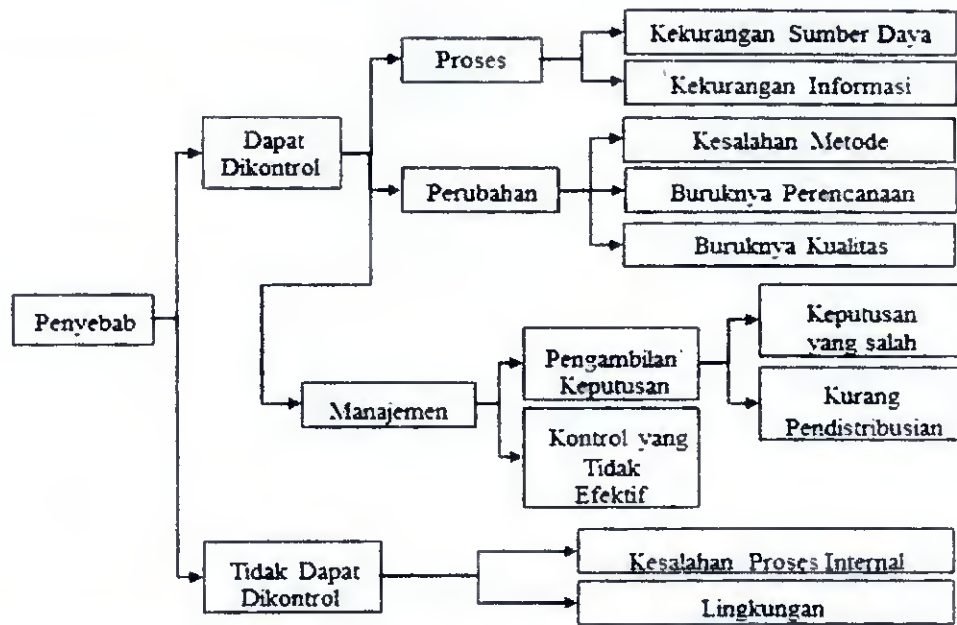 Proses
Kekurangan Sumber Daya
Kekurangan Informasi
Dapat
Dikontrol
Perubahan
Kesalahan Metode
Buruknya Perencanaan
Buruknya Kualitas
Penyebab
Manajemen
Pengambilan
Keputusan
Keputusan
yang salah
Kurang
Pendistribusian
Kontrol yang
Tidak
Efektif
Tidak Dapat
Dikontrol
Kesalahan Proses Internal
Lingkungan